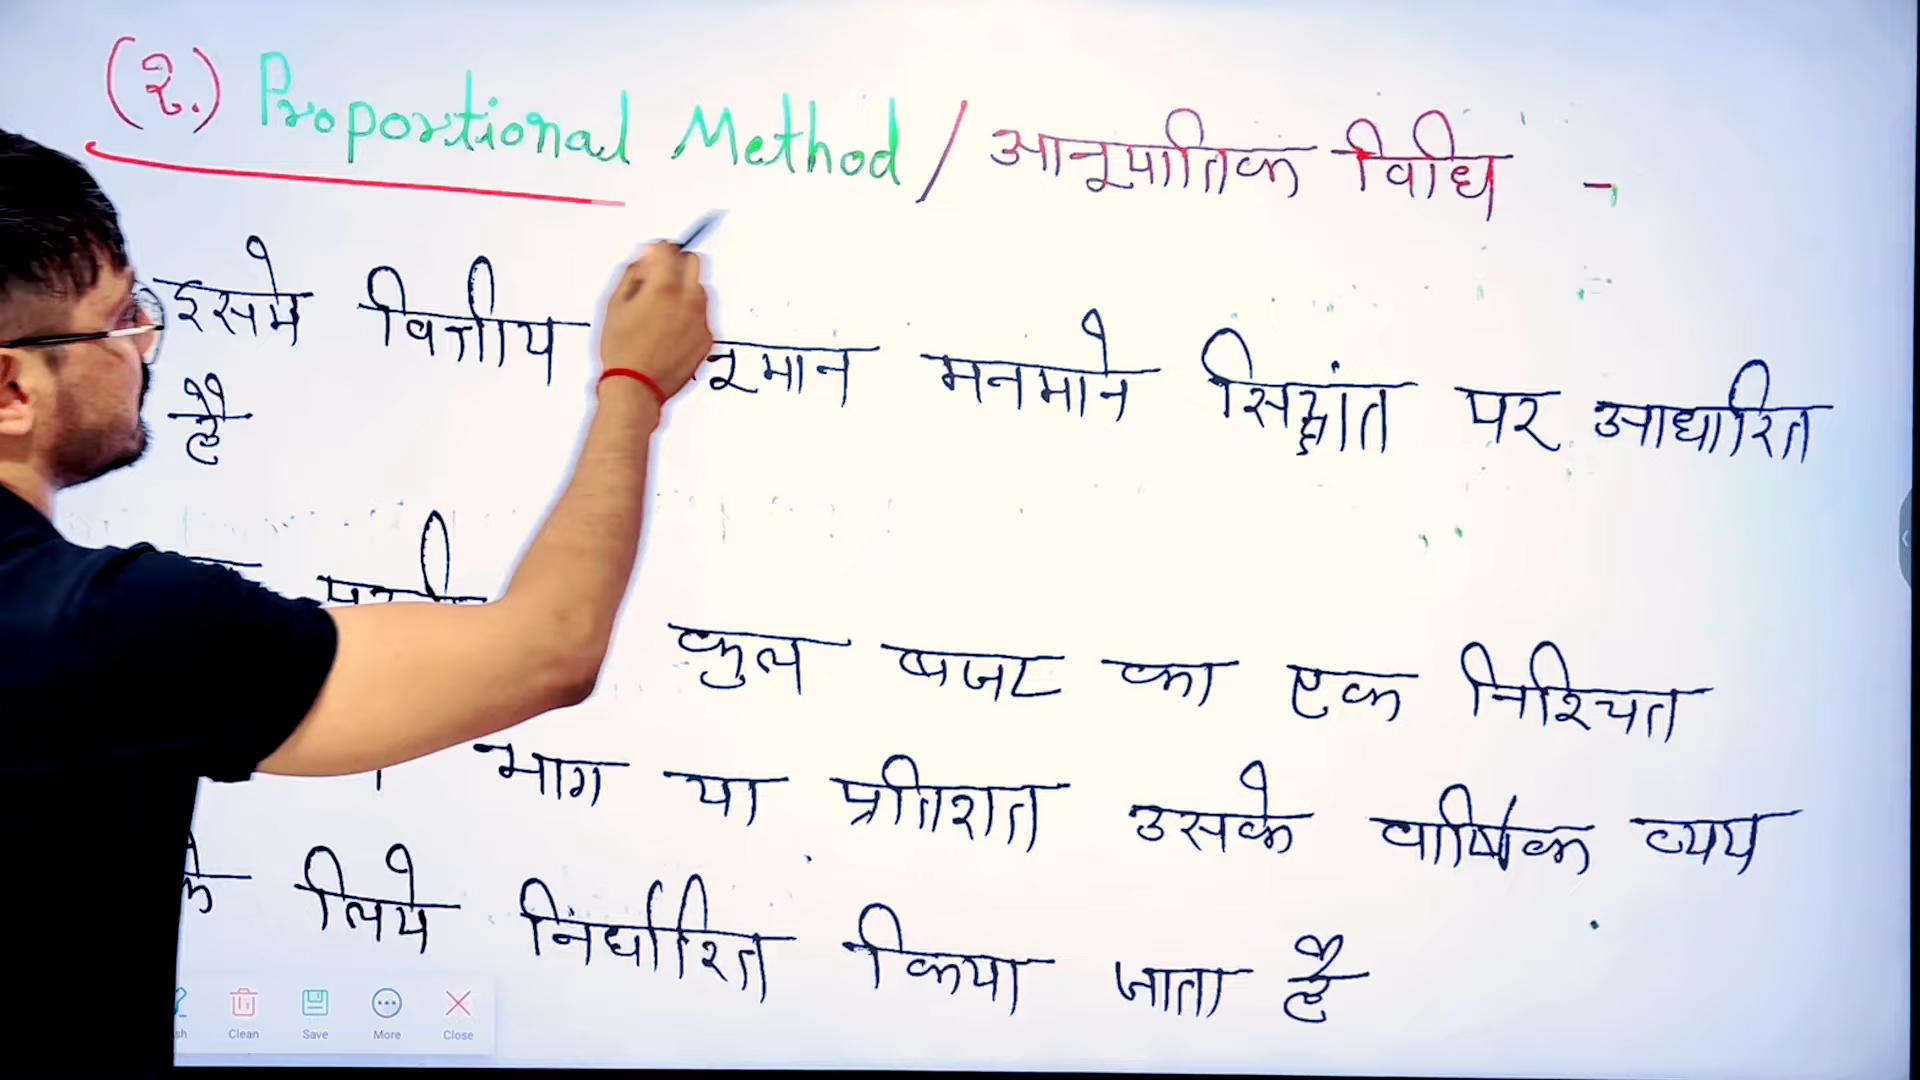 (२.) Proportional Method / आनुपातिक विधि -
इसमे वित्तीय मनमाने सिद्धांत पर आधारित
है
कुल बजट का एक निश्चित
भाग या प्रतिशत उसके वार्षिक व्यय
के लिये निर्धारित किया जाता है
Clean Save More Close